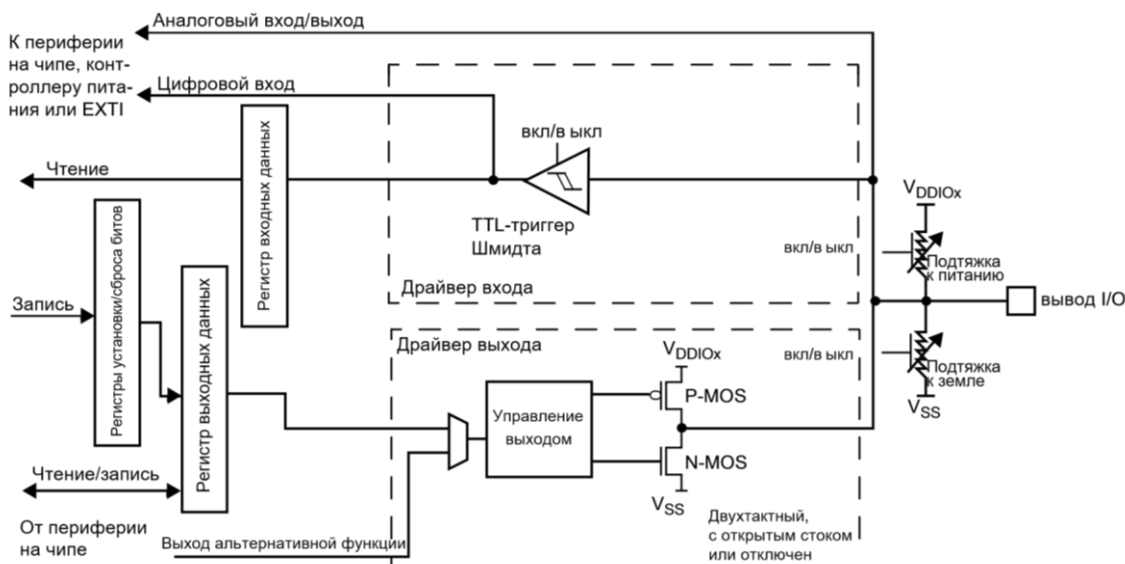 Аналоговый вход/выход
К периферии
на чипе, конт-
роллеру пита-
ния или EXTI
Цифровой вход
вкл/в ыкл
Чтение
Регистр входных данных
TTL-триггер
Шмидта
Драйвер входа
VDDIOx
вкл/в ыкл
Подтяжка
к питанию
вывод I/O
вкл/в ыкл
Подтяжка
к земле
VSS
Запись
Регистры установки/сброса битов
Регистр выходных данных
Драйвер выхода
VDDIOx
P-MOS
Управление
выходом
N-MOS
VSS
Чтение/запись
От периферии
на чипе
Выход альтернативной функции
Двухтактный,
с открытым стоком
или отключен